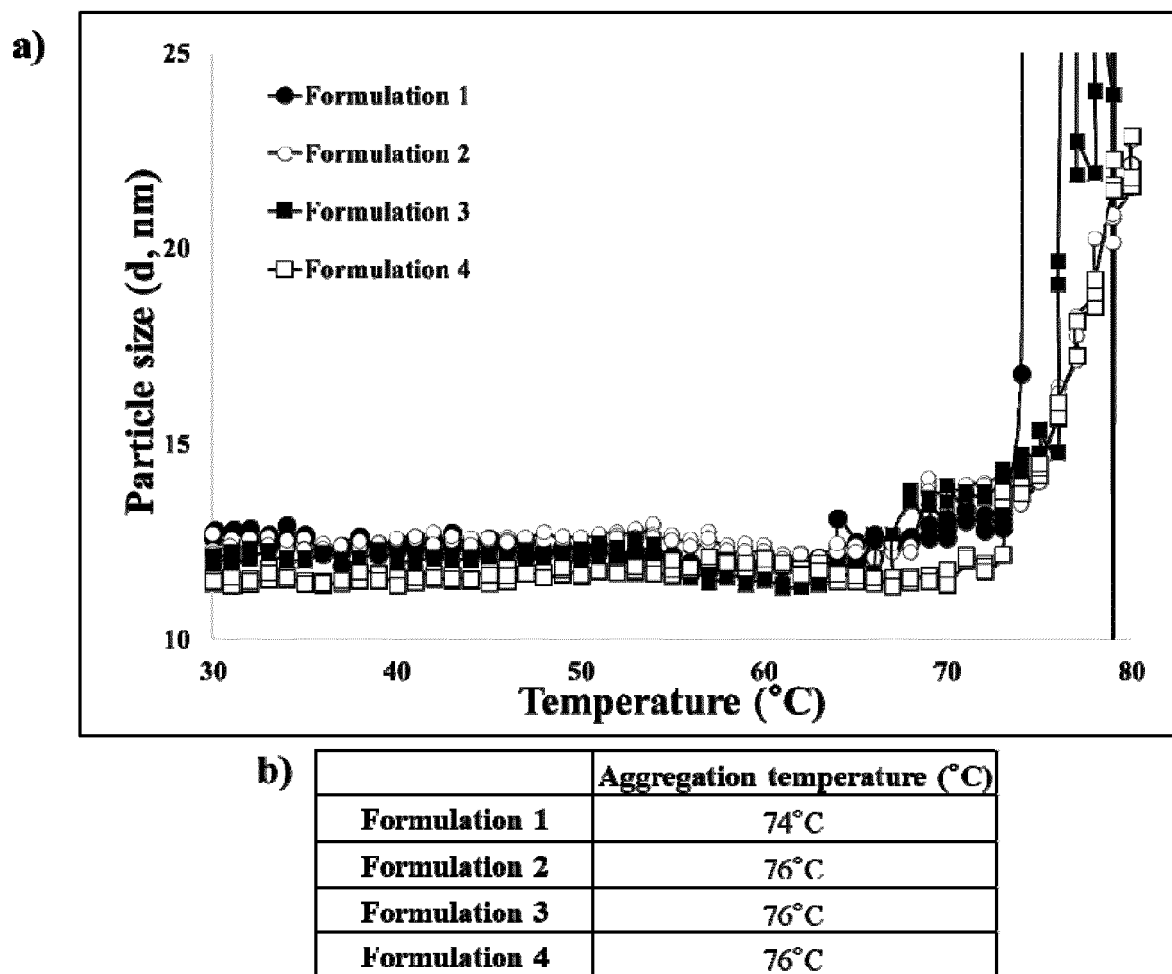 a)
25
20
15
10
Particle size (d, nm)
Formulation 1
Formulation 2
Formulation 3
Formulation 4
30 40 50 60 70 80
Temperature (°C)
b)
Aggregation temperature (°C)
Formulation 1 74°C
Formulation 2 76°C
Formulation 3 76°C
Formulation 4 76°C